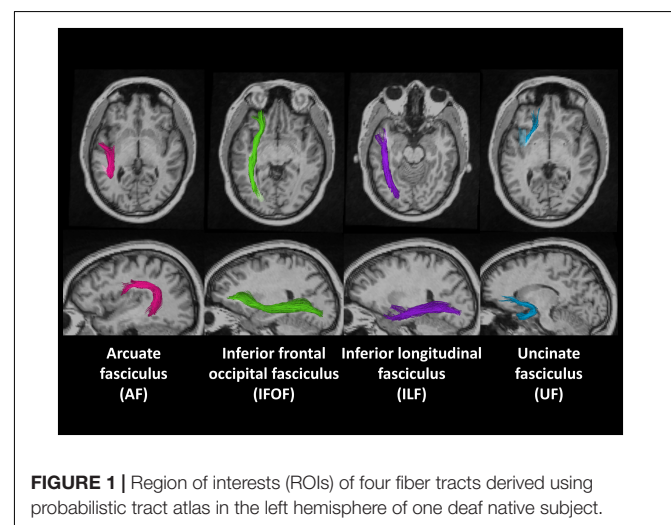 Arcuate
fasciculus
(AF)
Inferior frontal
occipital fasciculus
(IFOF)
Inferior longitudinal
fasciculus
(ILF)
Uncinate
fasciculus
(UF)
FIGURE 1 | Region of interests (ROIs) of four fiber tracts derived using
probabilistic tract atlas in the left hemisphere of one deaf native subject.